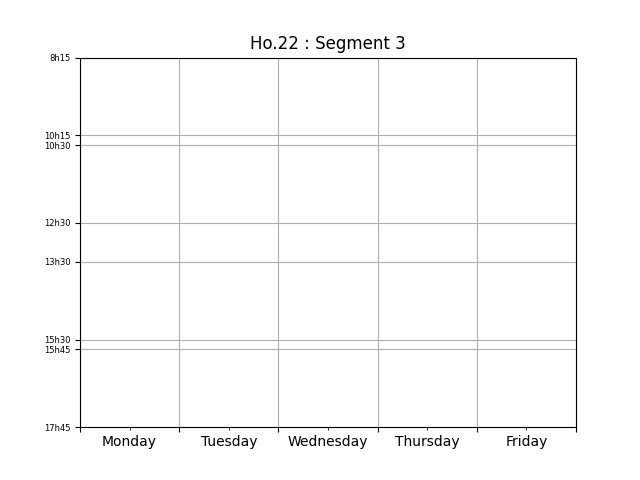 Ho.22 : Segment 3
8h15
10h15
10h30
12h30
13h30
15h30
15h45
17h45
Monday Tuesday Wednesday Thursday Friday